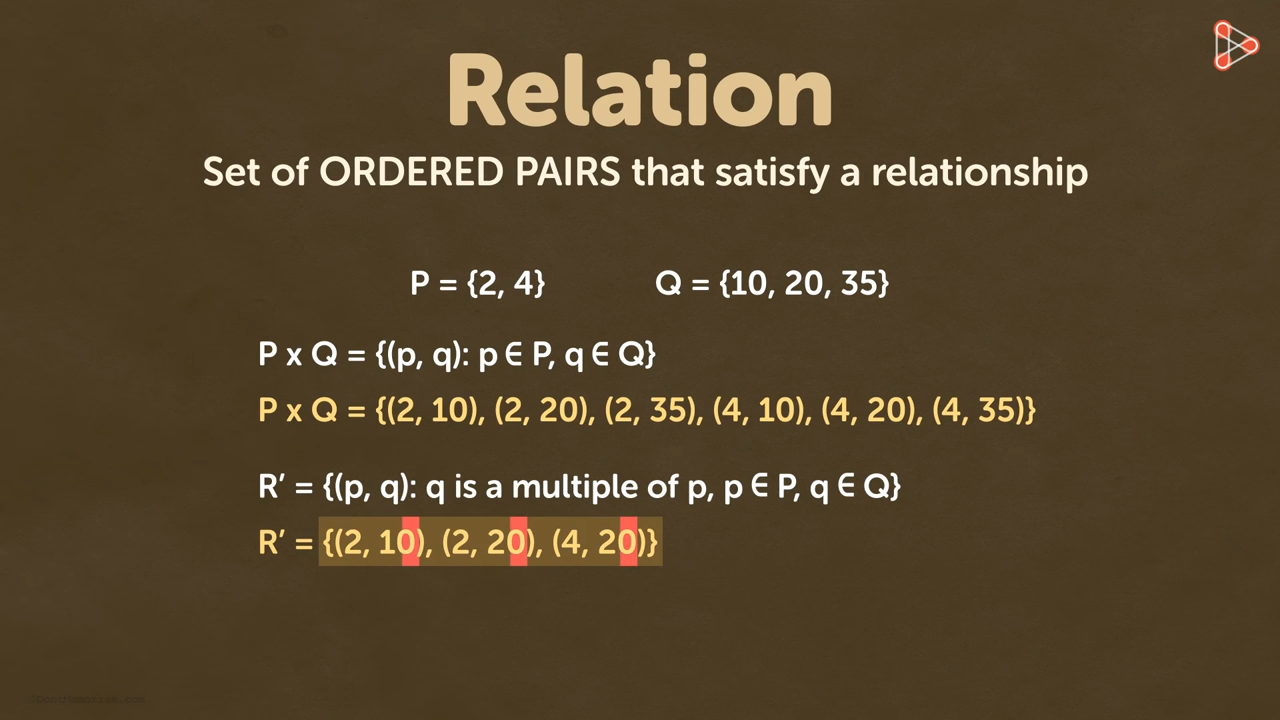 Relation
Set of ORDERED PAIRS that satisfy a relationship
P = {2, 4} Q = {10, 20, 35}
P x Q = {(p, q): p ∈ P, q ∈ Q}
P x Q = {(2, 10), (2, 20), (2, 35), (4, 10), (4, 20), (4, 35)}
R’ = {(p, q): q is a multiple of p, p ∈ P, q ∈ Q}
R’ = {(2, 10), (2, 20), (4, 20)}